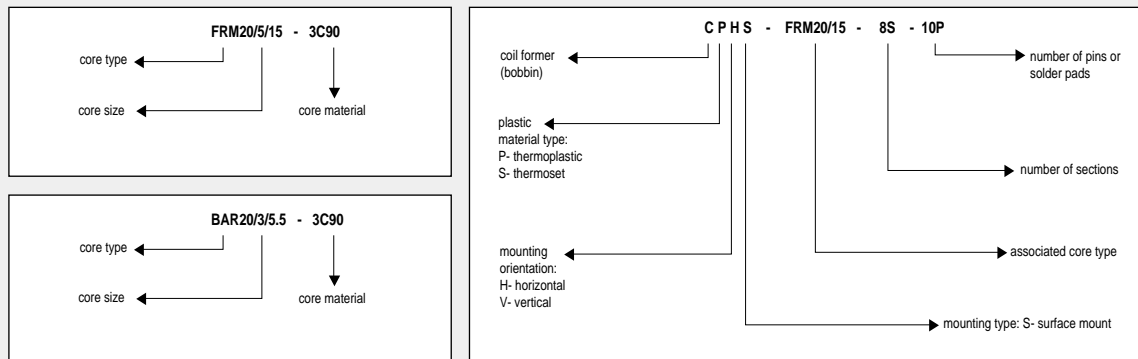 FRM20/5/15 - 3C90
core type
core size
core material
BAR20/3/5.5 - 3C90
core type
core size
core material
C P H S - FRM20/15 - 8S - 10P
coil former
(bobbin)
number of pins or
solder pads
plastic
material type:
P- thermoplastic
S- thermoset
number of sections
mounting
orientation:
H- horizontal
V- vertical
associated core type
mounting type: S- surface mount